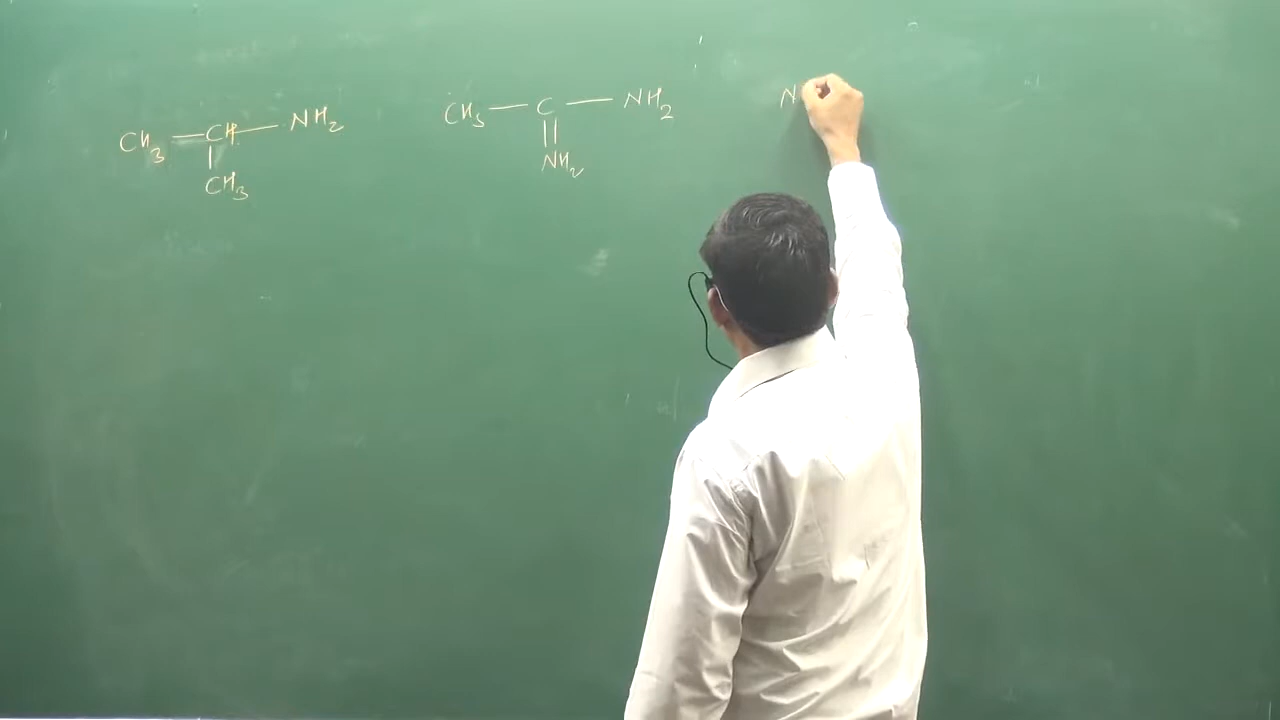 CH3 — CH — NH2
CH3
CH3 — C — NH2
NH2
N